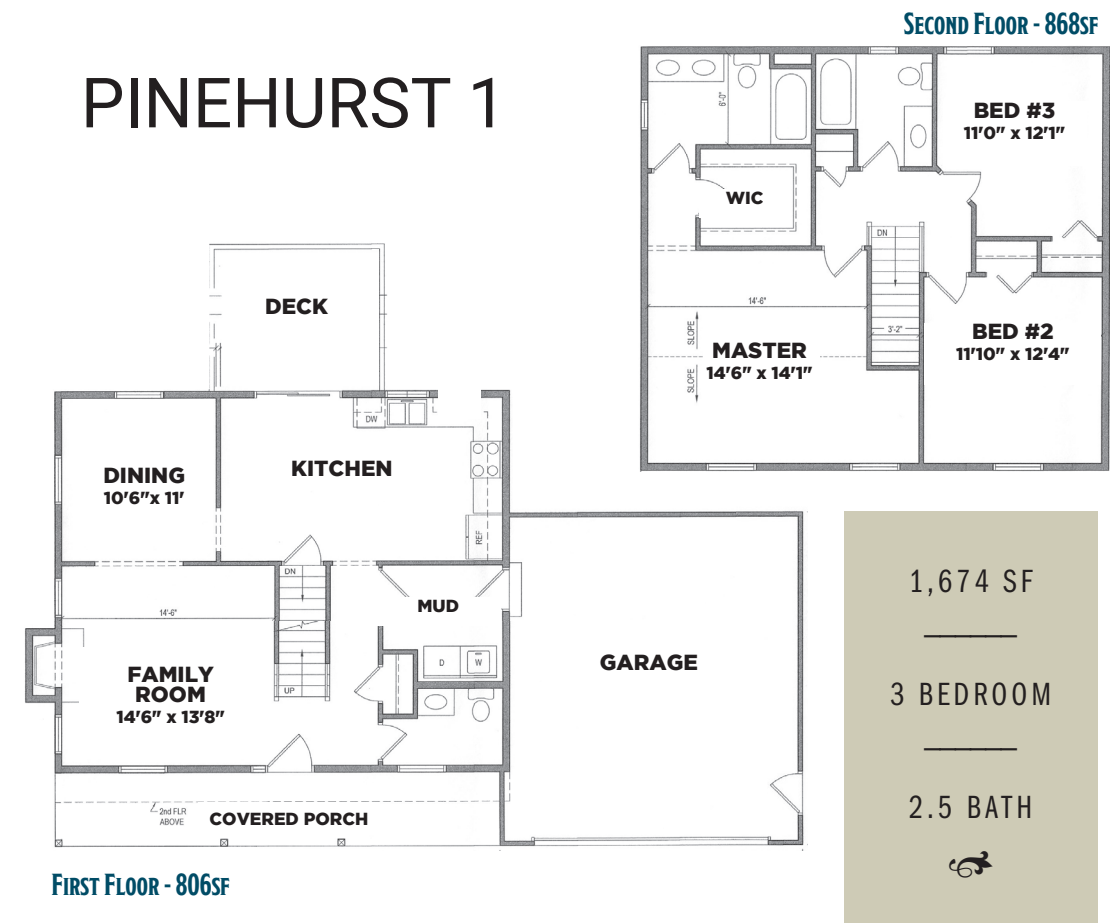 PINEHURST 1
SECOND FLOOR - 868SF
6'-0"
BED #3
11'0" x 12'1"
WIC
DN
14'-6"
3'-2"
SLOPE
SLOPE
MASTER
14'6" x 14'1"
BED #2
11'10" x 12'4"
DECK
DW
DINING
10'6"x 11'
KITCHEN
REF
DN
14'-6"
MUD
D
W
FAMILY
ROOM
14'6" x 13'8"
UP
GARAGE
2nd FLR
ABOVE
COVERED PORCH
FIRST FLOOR - 806SF
1,674 SF
3 BEDROOM
2.5 BATH